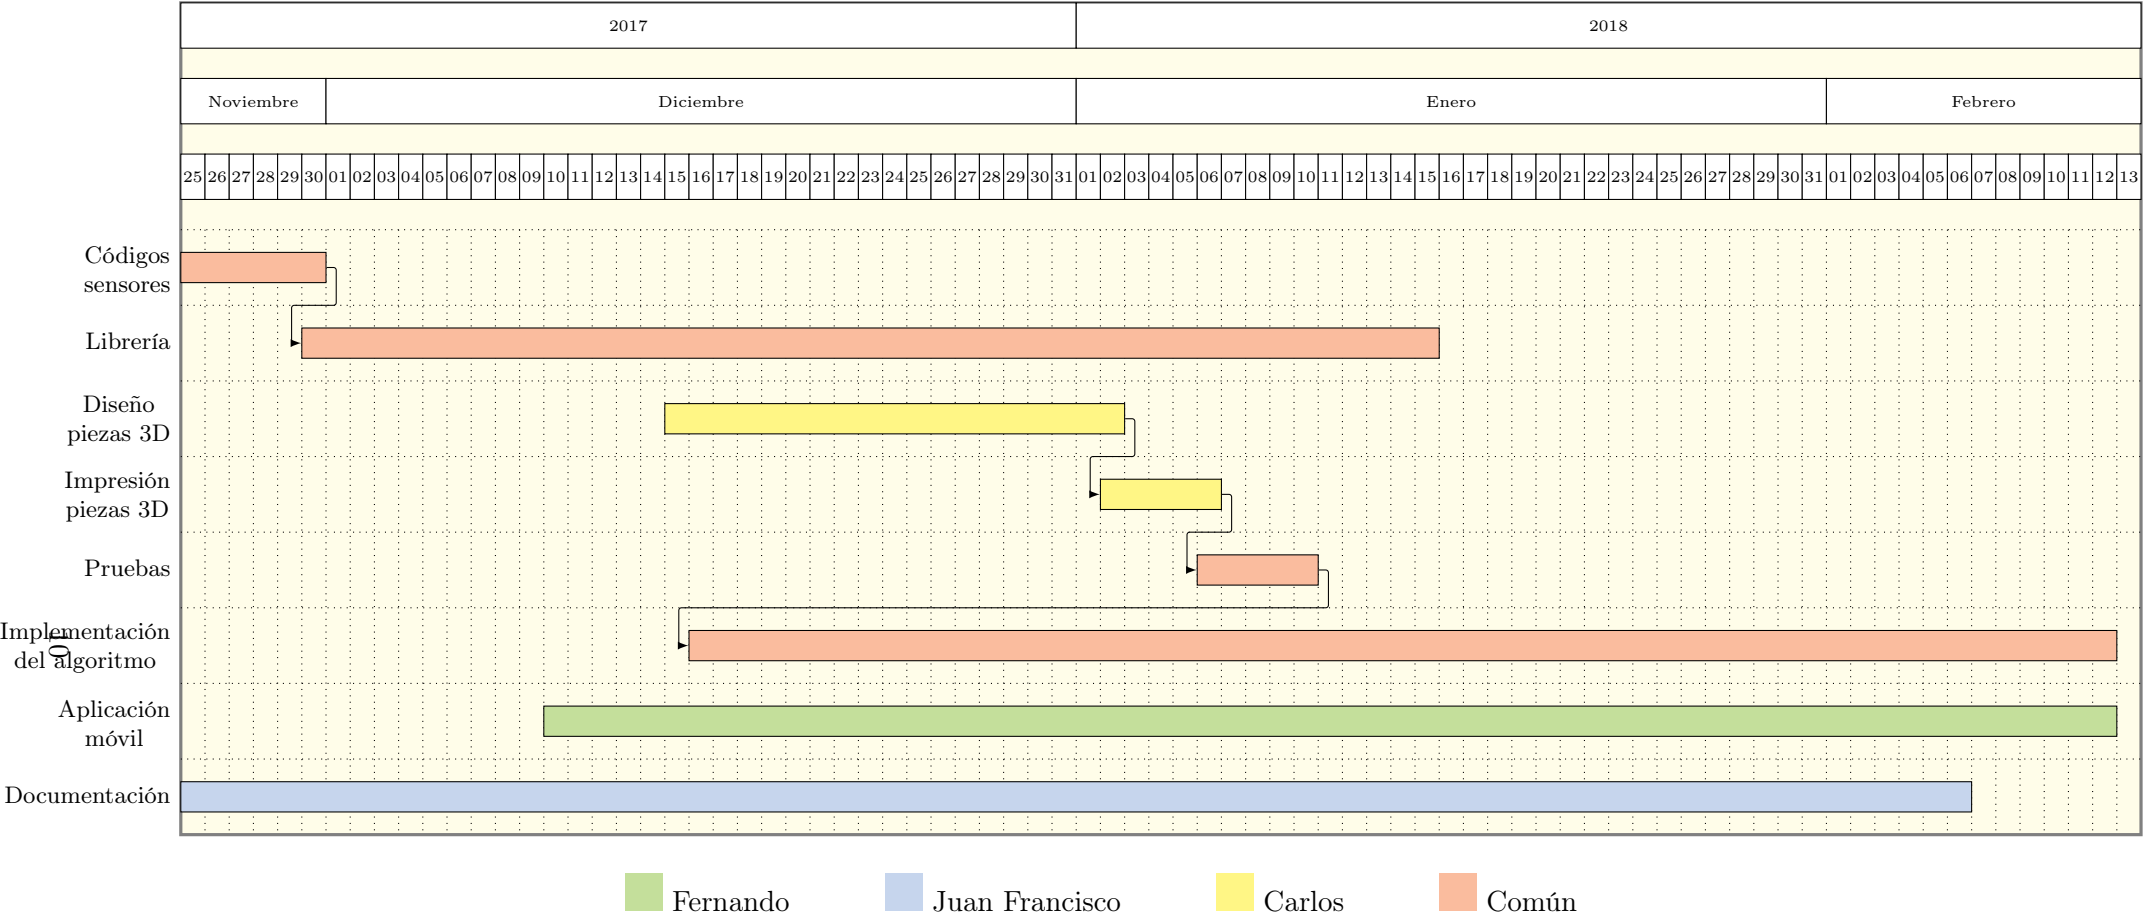 2017 2018
Noviembre Diciembre Enero Febrero
25 26 27 28 29 30 01 02 03 04 05 06 07 08 09 10 11 12 13 14 15 16 17 18 19 20 21 22 23 24 25 26 27 28 29 30 31 01 02 03 04 05 06 07 08 09 10 11 12 13 14 15 16 17 18 19 20 21 22 23 24 25 26 27 28 29 30 31 01 02 03 04 05 06 07 08 09 10 11 12 13
Códigos
sensores
Librería
Diseño
piezas 3D
Impresión
piezas 3D
Pruebas
Implementación
10
del algoritmo
Aplicación
móvil
Documentación
Fernando Juan Francisco Carlos Común